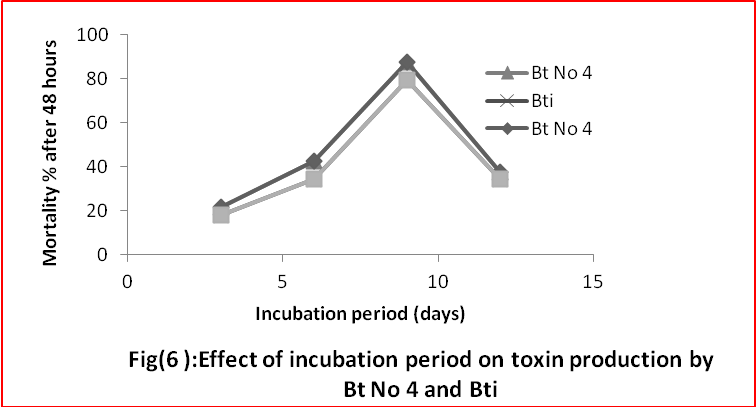 100
80
60
40
20
0
Mortality % after 48 hours
0 5 10 15
Incubation period (days)
Bt No 4
Bti
Bt No 4
Fig(6 ):Effect of incubation period on toxin production by
Bt No 4 and Bti